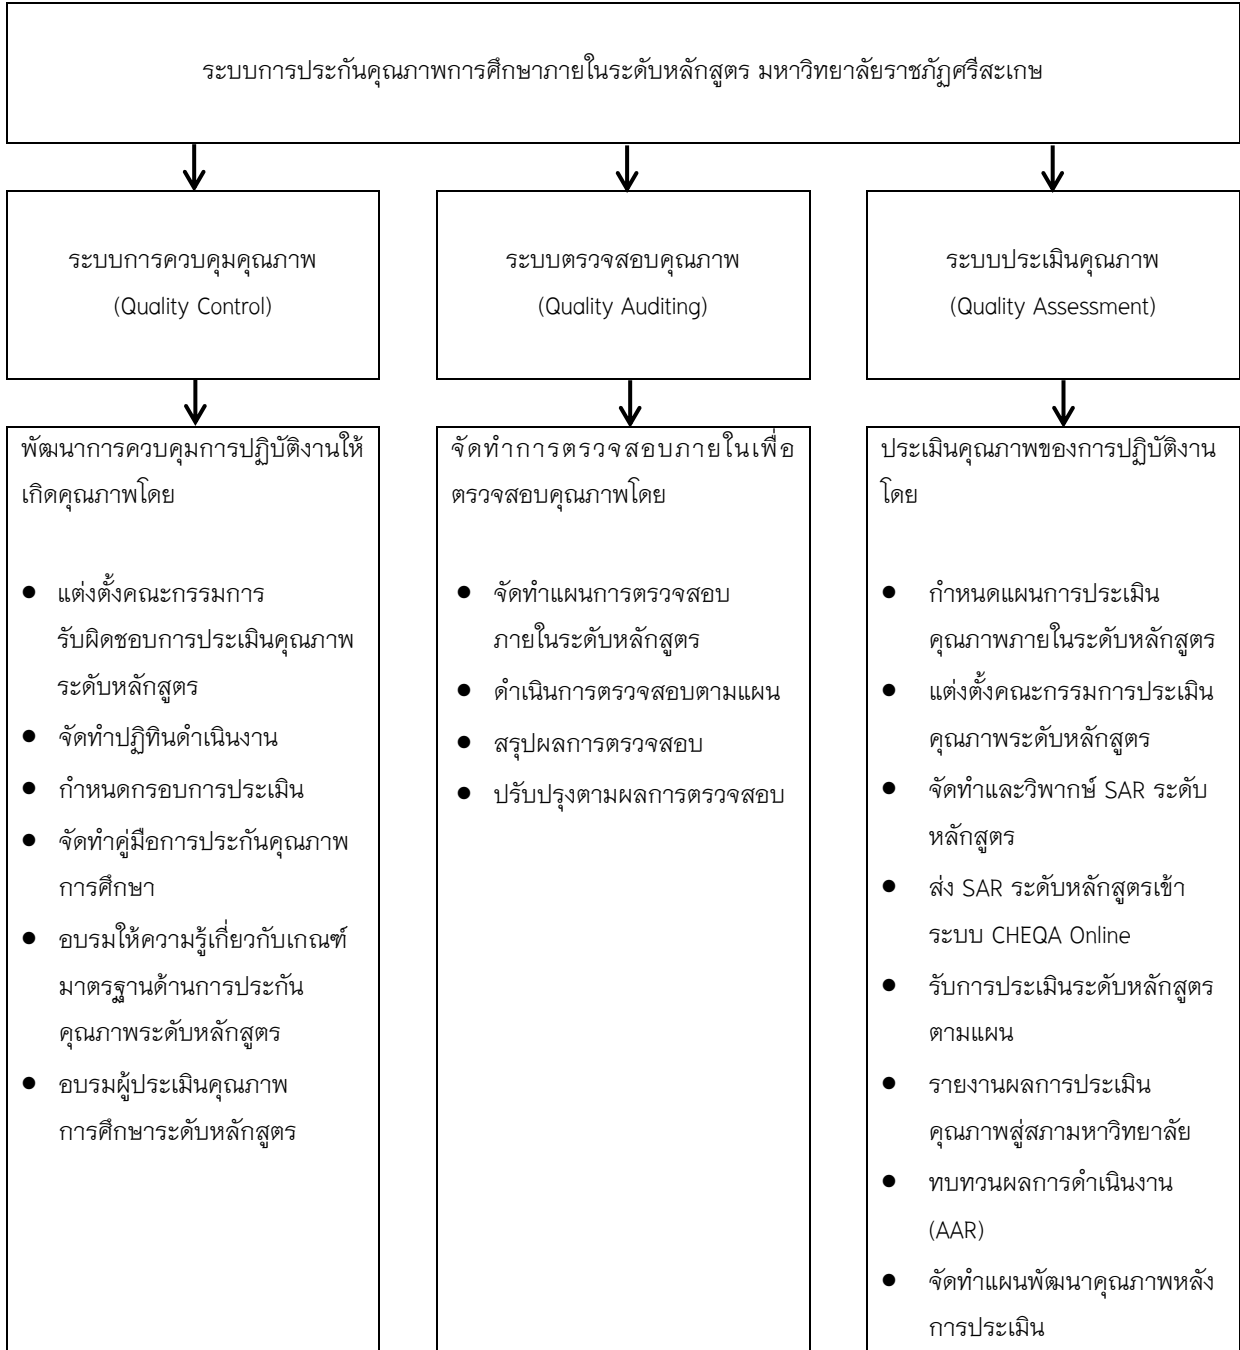 ระบบการประกันคุณภาพการศึกษาภายในระดับหลักสูตร มหาวิทยาลัยราชภัฏศรีสะเกษ
ระบบการควบคุมคุณภาพ
(Quality Control)
พัฒนาการควบคุมการปฏิบัติงานให้
เกิดคุณภาพโดย
● แต่งตั้งคณะกรรมการ
รับผิดชอบการประเมินคุณภาพ
ระดับหลักสูตร
● จัดทำปฏิทินดำเนินงาน
● กำหนดกรอบการประเมิน
● จัดทำคู่มือการประกันคุณภาพ
การศึกษา
● อบรมให้ความรู้เกี่ยวกับเกณฑ์
มาตรฐานด้านการประกัน
คุณภาพระดับหลักสูตร
● อบรมผู้ประเมินคุณภาพ
การศึกษาระดับหลักสูตร
ระบบตรวจสอบคุณภาพ
(Quality Auditing)
จัดทำการตรวจสอบภายในเพื่อ
ตรวจสอบคุณภาพโดย
● จัดทำแผนการตรวจสอบ
ภายในระดับหลักสูตร
● ดำเนินการตรวจสอบตามแผน
● สรุปผลการตรวจสอบ
● ปรับปรุงตามผลการตรวจสอบ
ระบบประเมินคุณภาพ
(Quality Assessment)
ประเมินคุณภาพของการปฏิบัติงาน
โดย
● กำหนดแผนการประเมิน
คุณภาพภายในระดับหลักสูตร
● แต่งตั้งคณะกรรมการประเมิน
คุณภาพระดับหลักสูตร
● จัดทำและวิพากษ์ SAR ระดับ
หลักสูตร
● ส่ง SAR ระดับหลักสูตรเข้า
ระบบ CHEQA Online
● รับการประเมินระดับหลักสูตร
ตามแผน
● รายงานผลการประเมิน
คุณภาพสู่สภามหาวิทยาลัย
● ทบทวนผลการดำเนินงาน
(AAR)
● จัดทำแผนพัฒนาคุณภาพหลัง
การประเมิน